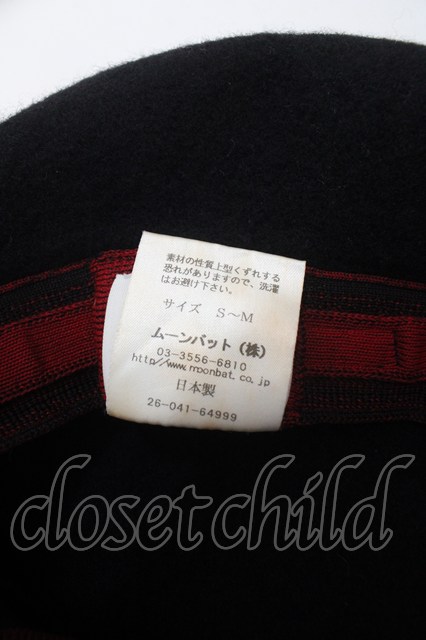 素材の性質上型くずれする
恐れがありますので、洗濯
はお避け下さい。
サイズ S～M
ムーンバット（株）
03-3556-6810
http://www.moonbat.co.jp
日本製
26-041-64999
closet child